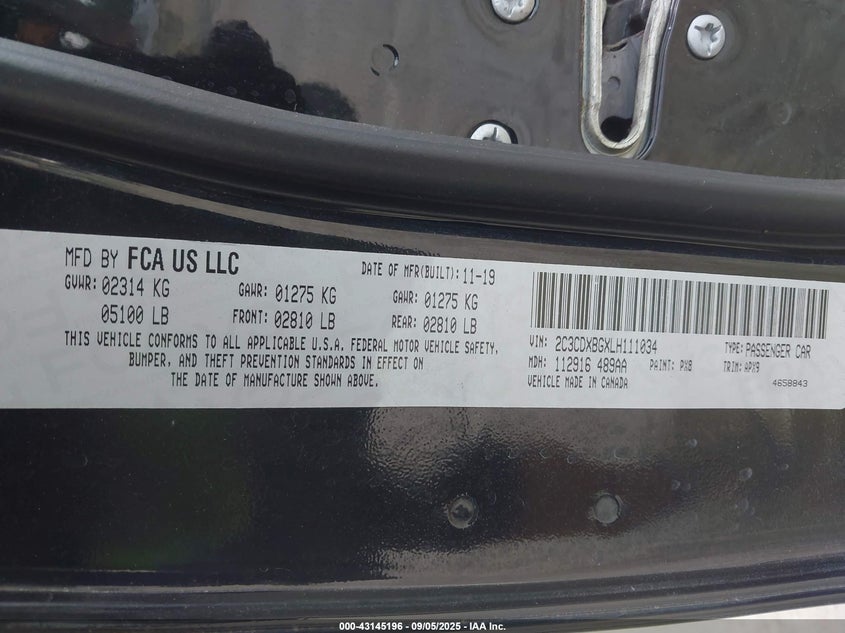 MFD BY FCA US LLC
DATE OF MFR(BUILT): 11-19
GVWR: 02314 KG
GAWR: 01275 KG
GAWR: 01275 KG
05100 LB
FRONT: 02810 LB
REAR: 02810 LB
THIS VEHICLE CONFORMS TO ALL APPLICABLE U.S.A. FEDERAL MOTOR VEHICLE SAFETY,
BUMPER, AND THEFT PREVENTION STANDARDS IN EFFECT ON
THE DATE OF MANUFACTURE SHOWN ABOVE.
VIN: 2C3CDXBGXLH111034
TYPE: PASSENGER CAR
MDH: 112916 489AA
PAINT: PX8
TRIM: APX9
VEHICLE MADE IN CANADA
4658843
000-43145196 - 09/05/2025 - IAA Inc.